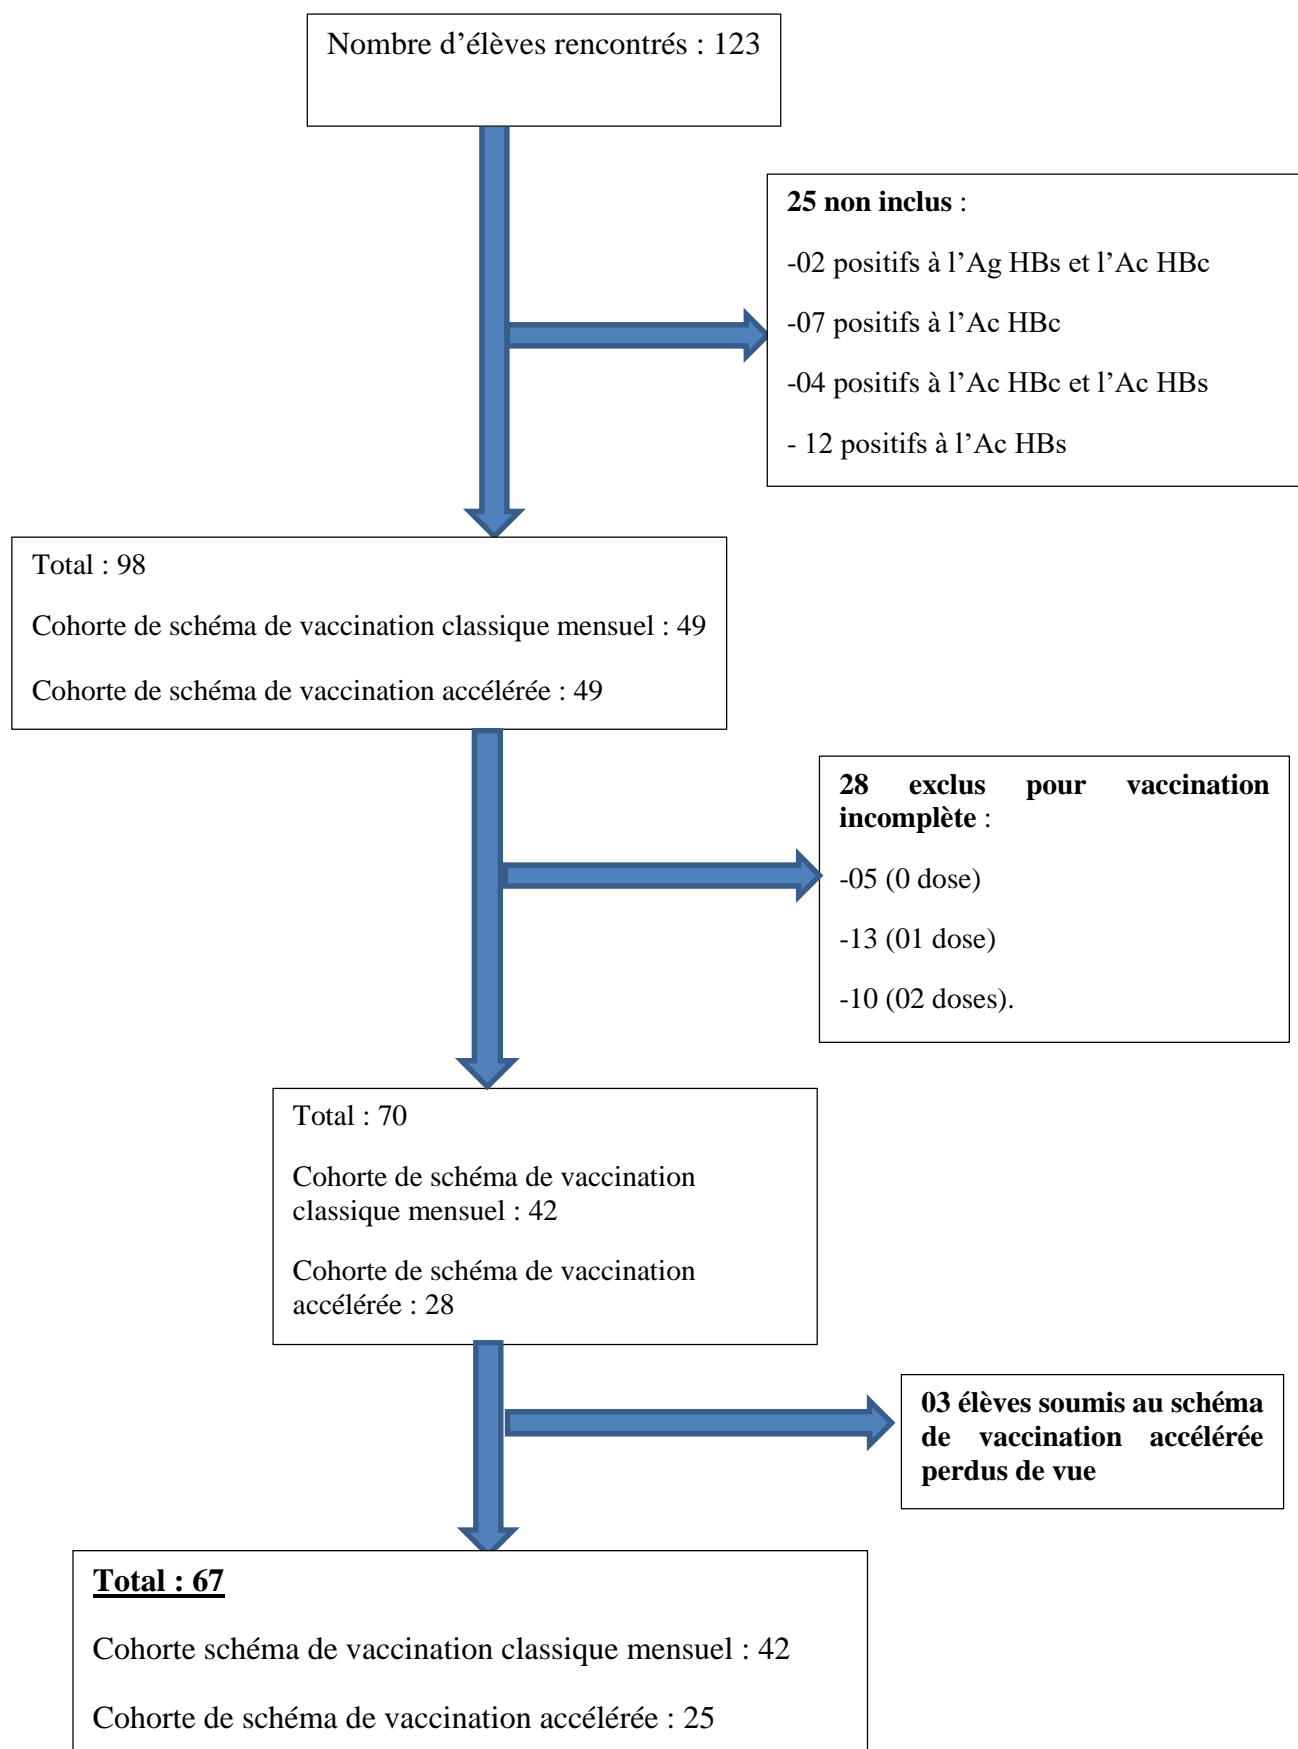 Nombre d’élèves rencontrés : 123
25 non inclus :
-02 positifs à l’Ag HBs et l’Ac HBc
-07 positifs à l’Ac HBc
-04 positifs à l’Ac HBc et l’Ac HBs
- 12 positifs à l’Ac HBs
Total : 98
Cohorte de schéma de vaccination classique mensuel : 49
Cohorte de schéma de vaccination accélérée : 49
28 exclus pour vaccination
incomplète :
-05 (0 dose)
-13 (01 dose)
-10 (02 doses).
Total : 70
Cohorte de schéma de vaccination
classique mensuel : 42
Cohorte de schéma de vaccination
accélérée : 28
03 élèves soumis au schéma
de vaccination accélérée
perdus de vue
Total : 67
Cohorte schéma de vaccination classique mensuel : 42
Cohorte de schéma de vaccination accélérée : 25